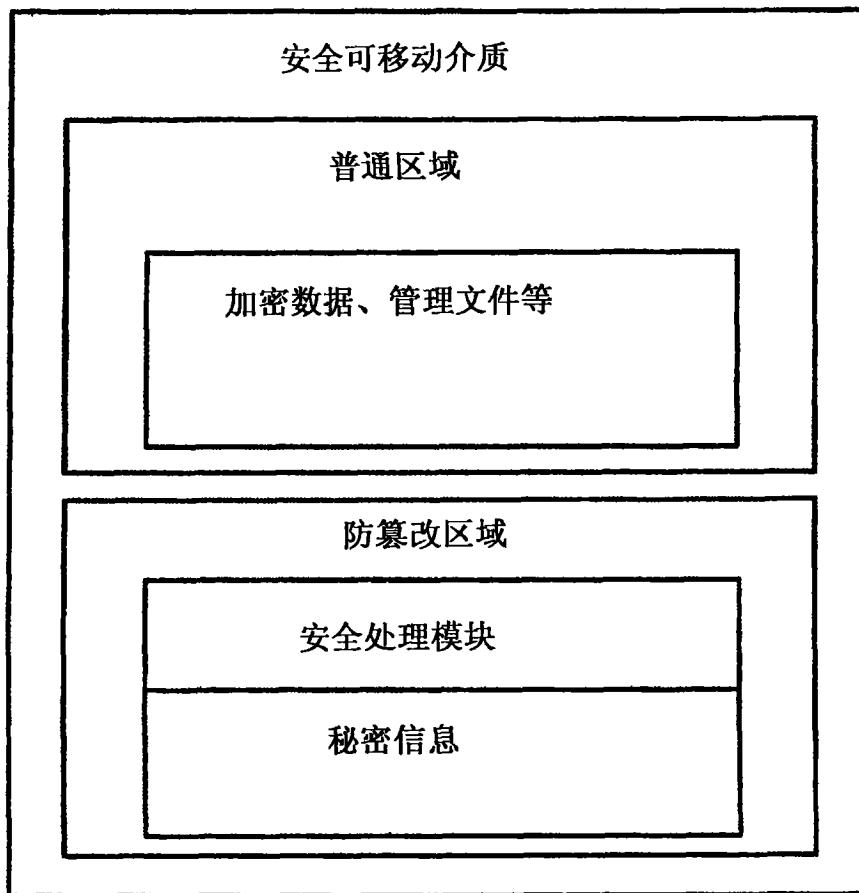 安全可移动介质
普通区域
加密数据、管理文件等
防篡改区域
安全处理模块
秘密信息